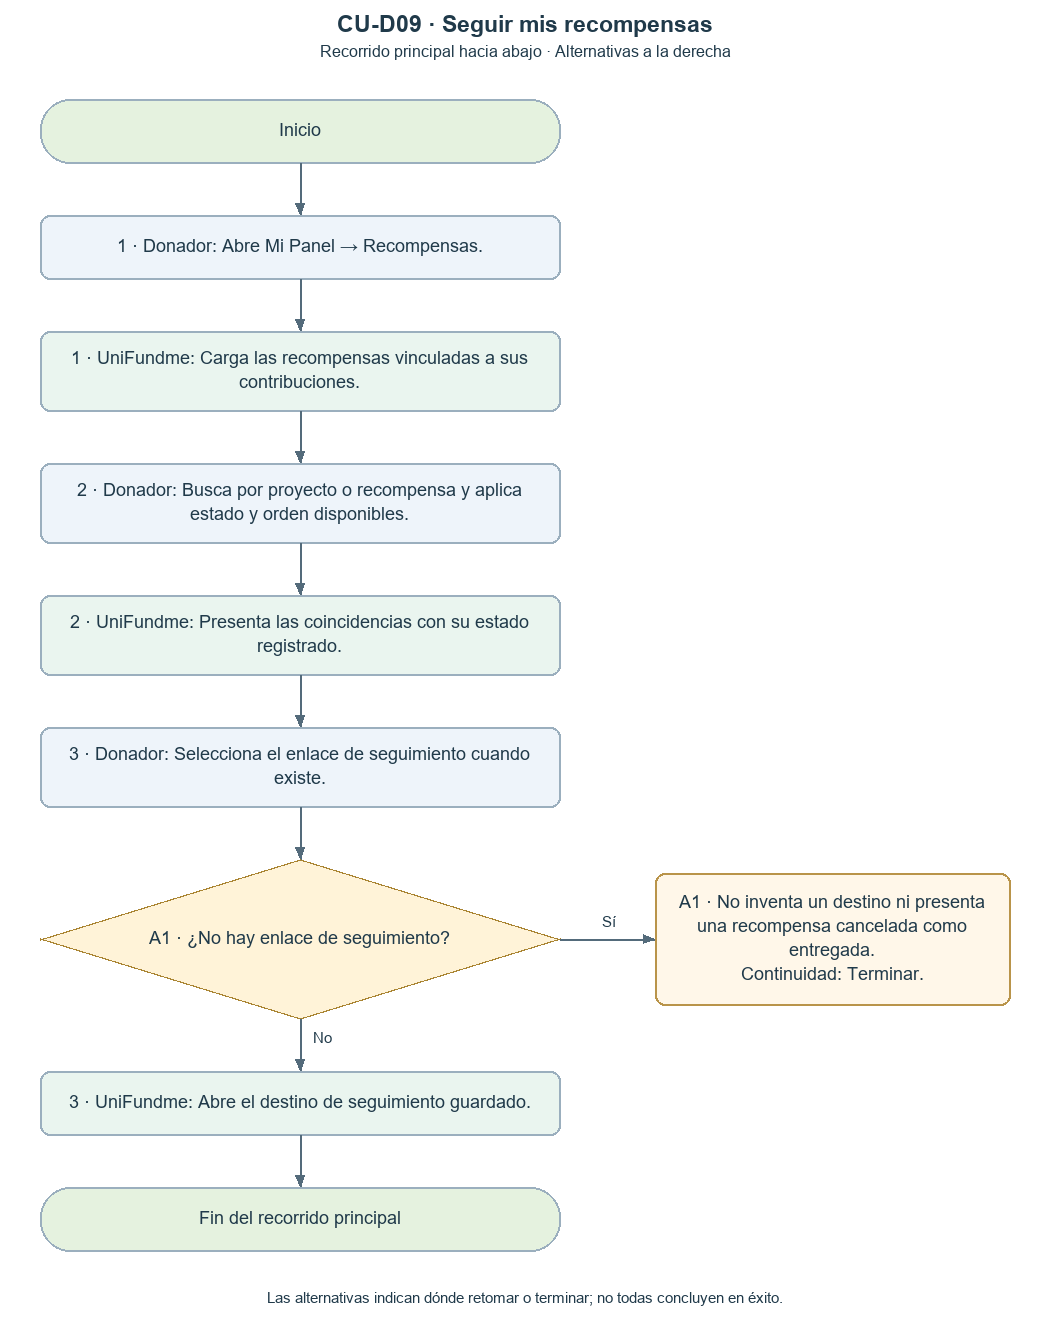 CU-D09 · Seguir mis recompensas
Recorrido principal hacia abajo · Alternativas a la derecha
Inicio
1 · Donador: Abre Mi Panel → Recompensas.
1 · UniFundme: Carga las recompensas vinculadas a sus
contribuciones.
2 · Donador: Busca por proyecto o recompensa y aplica
estado y orden disponibles.
2 · UniFundme: Presenta las coincidencias con su estado
registrado.
3 · Donador: Selecciona el enlace de seguimiento cuando
existe.
A1 · ¿No hay enlace de seguimiento?
Sí
A1 · No inventa un destino ni presenta
una recompensa cancelada como
entregada.
Continuidad: Terminar.
No
3 · UniFundme: Abre el destino de seguimiento guardado.
Fin del recorrido principal
Las alternativas indican dónde retomar o terminar; no todas concluyen en éxito.